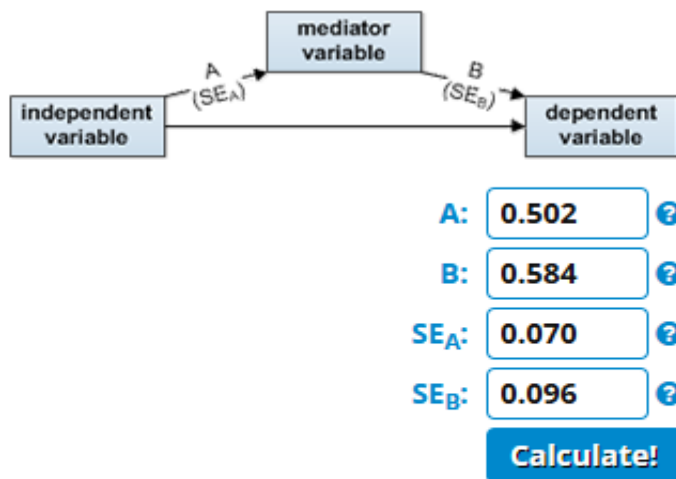 mediator
variable
A
(SEA)
B
(SEB)
independent
variable
dependent
variable
A: 0.502 ?
B: 0.584 ?
SEA: 0.070 ?
SEB: 0.096 ?
Calculate!